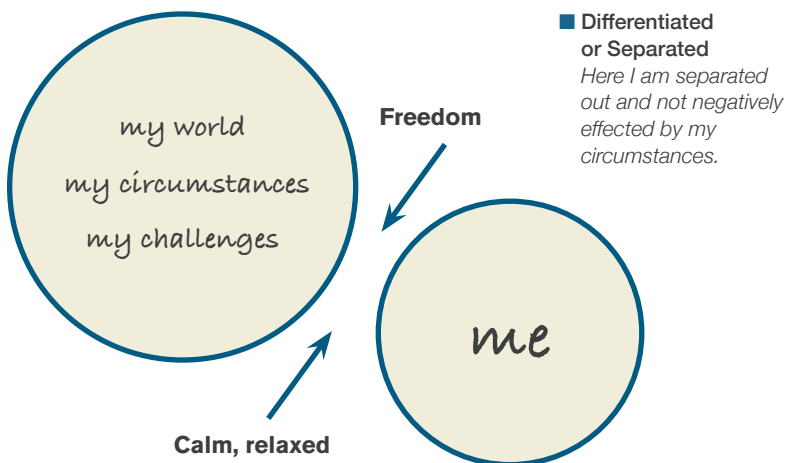 Differentiated
or Separated
Here I am separated
out and not negatively
effected by my
circumstances.
my world
my circumstances
my challenges
Freedom
me
Calm, relaxed